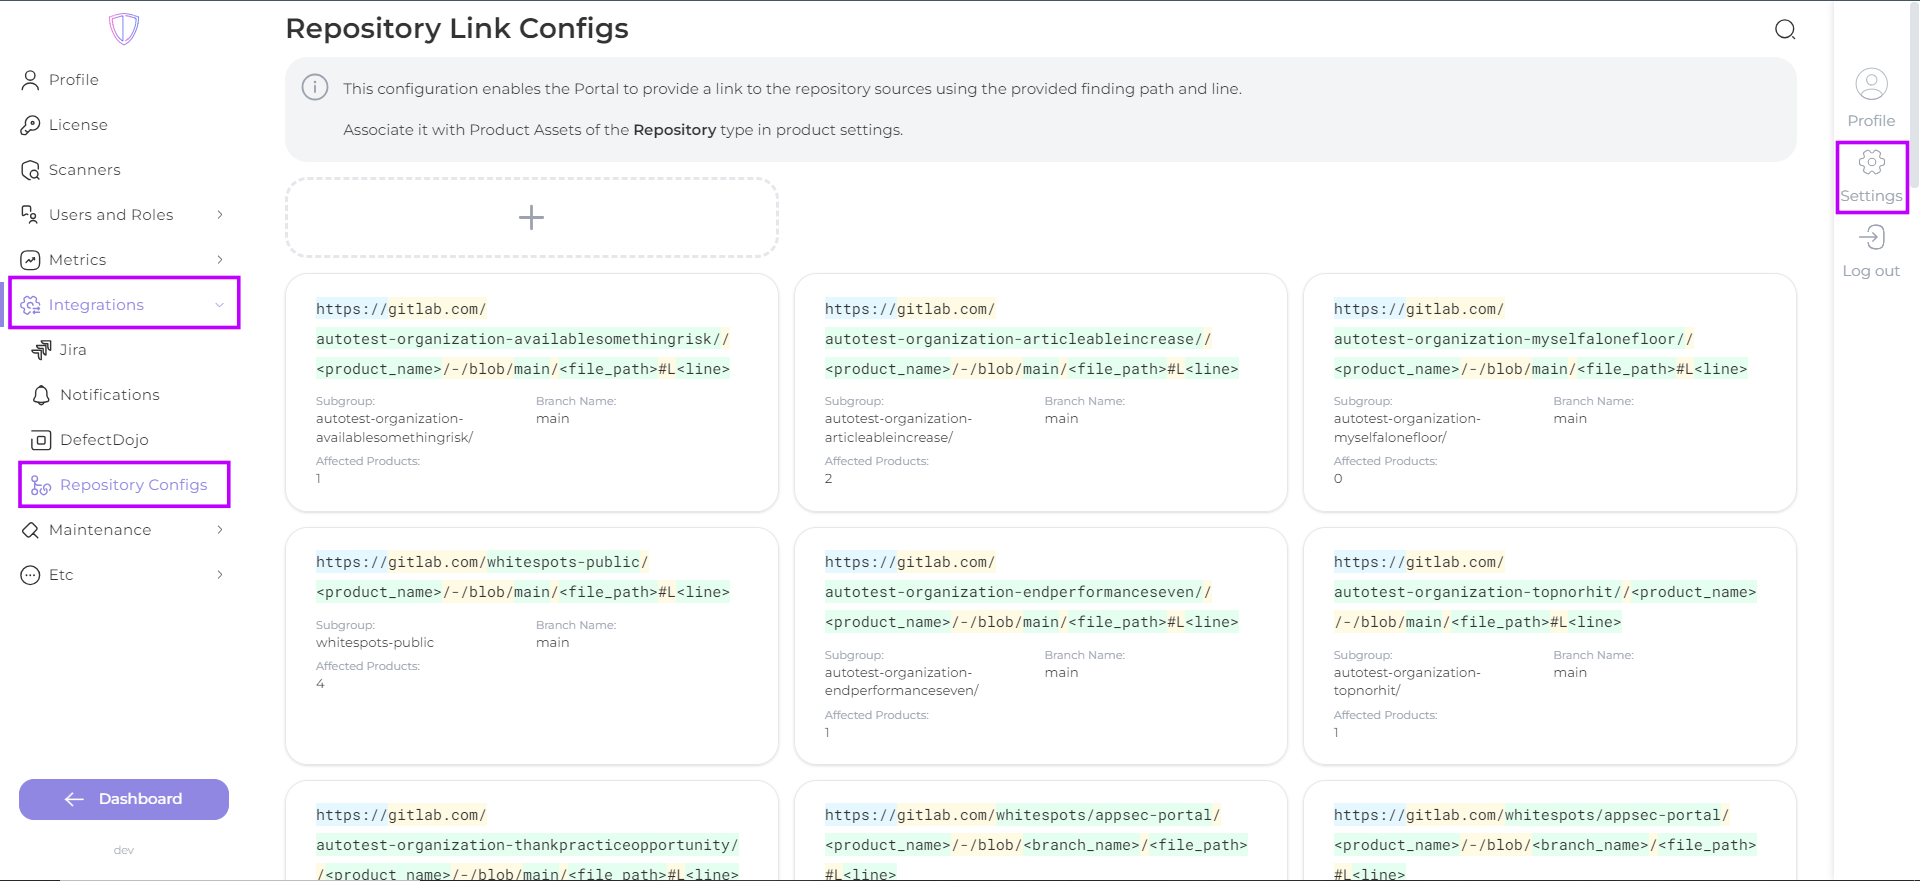 Repository Link Configs
Profile
License
Scanners
Users and Roles
Metrics
Integrations
Jira
Notifications
DefectDojo
Repository Configs
Maintenance
Etc
Dashboard
dev
This configuration enables the Portal to provide a link to the repository sources using the provided finding path and line.
Associate it with Product Assets of the Repository type in product settings.
https://gitlab.com/
autotest-organization-availablesomethingrisk//
<product_name>/-/blob/main/<file_path>#L<line>
Subgroup:
autotest-organization-
availablesomethingrisk/
Branch Name:
main
Affected Products:
1
https://gitlab.com/
autotest-organization-articleableincrease//
<product_name>/-/blob/main/<file_path>#L<line>
Subgroup:
autotest-organization-
articleableincrease/
Branch Name:
main
Affected Products:
2
https://gitlab.com/
autotest-organization-myselfalonefloor//
<product_name>/-/blob/main/<file_path>#L<line>
Subgroup:
autotest-organization-
myselfalonefloor/
Branch Name:
main
Affected Products:
0
https://gitlab.com/whitespots-public/
<product_name>/-/blob/main/<file_path>#L<line>
Subgroup:
whitespots-public
Branch Name:
main
Affected Products:
4
https://gitlab.com/
autotest-organization-endperformanceseven//
<product_name>/-/blob/main/<file_path>#L<line>
Subgroup:
autotest-organization-
endperformanceseven/
Branch Name:
main
Affected Products:
1
https://gitlab.com/
autotest-organization-topnorhit//<product_name>
/-/blob/main/<file_path>#L<line>
Subgroup:
autotest-organization-
topnorhit/
Branch Name:
main
Affected Products:
1
https://gitlab.com/
autotest-organization-thankpracticeopportunity/
/<product_name>/-/blob/main/<file_path>#L<line>
https://gitlab.com/whitespots/appsec-portal/
<product_name>/-/blob/<branch_name>/<file_path>
#L<line>
https://gitlab.com/whitespots/appsec-portal/
<product_name>/-/blob/<branch_name>/<file_path>
#L<line>
Profile
Settings
Log out